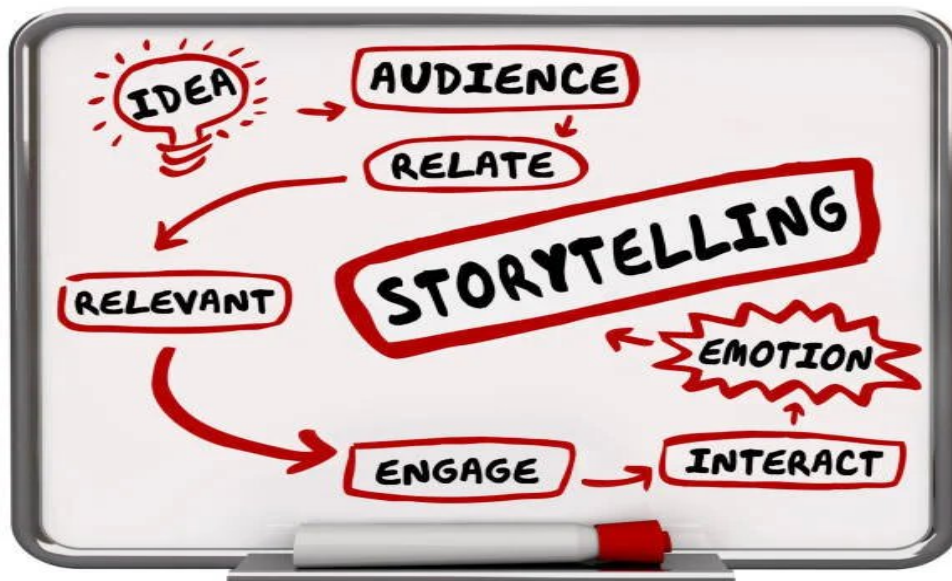 IDEA
AUDIENCE
RELATE
STORYTELLING
RELEVANT
EMOTION
ENGAGE
INTERACT